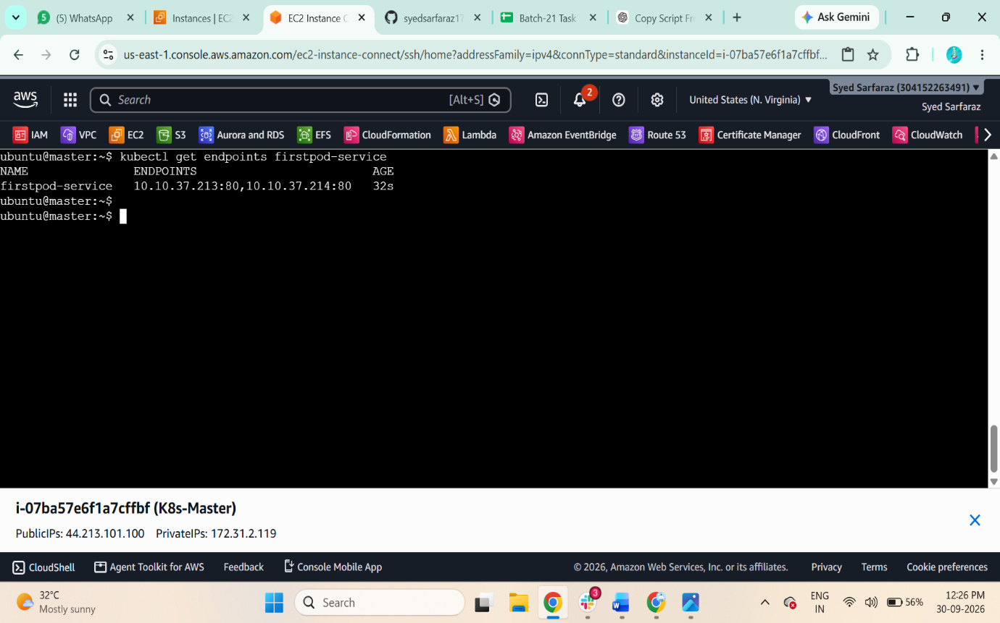 (5) WhatsApp
Instances | EC2
EC2 Instance C
syedsarfaraz17
Batch-21 Task
Copy Script Fro
Ask Gemini
us-east-1.console.aws.amazon.com/ec2-instance-connect/ssh/home?addressFamily=ipv4&connType=standard&instanceId=i-07ba57e6f1a7cffbf...
aws
Search
[Alt+S]
2
United States (N. Virginia)
Syed Sarfaraz (304152263491)
Syed Sarfaraz
IAM
VPC
EC2
S3
Aurora and RDS
EFS
CloudFormation
Lambda
Amazon EventBridge
Route 53
Certificate Manager
CloudFront
CloudWatch
ubuntu@master:~$ kubectl get endpoints firstpod-service
NAME ENDPOINTS AGE
firstpod-service 10.10.37.213:80,10.10.37.214:80 32s
ubuntu@master:~$
ubuntu@master:~$
i-07ba57e6f1a7cffbf (K8s-Master)
PublicIPs: 44.213.101.100 PrivateIPs: 172.31.2.119
CloudShell
Agent Toolkit for AWS
Feedback
Console Mobile App
© 2026, Amazon Web Services, Inc. or its affiliates.
Privacy
Terms
Cookie preferences
32°C
Mostly sunny
Search
3
ENG
IN
56%
12:26 PM
30-09-2026